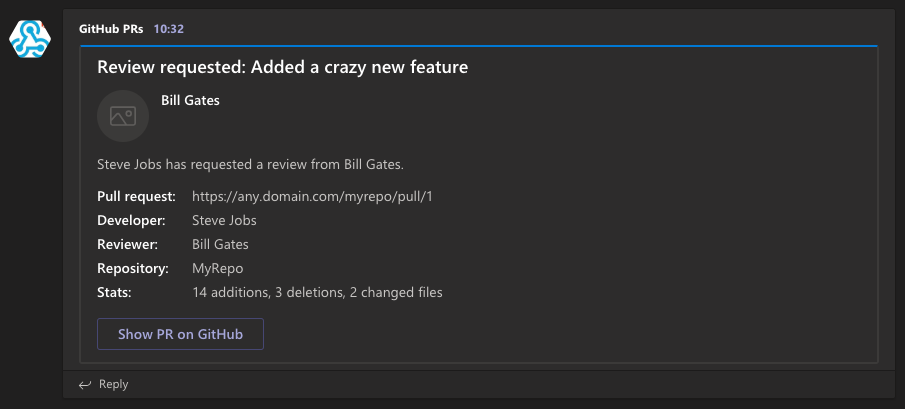 GitHub PRs 10:32
Review requested: Added a crazy new feature
Bill Gates
Steve Jobs has requested a review from Bill Gates.
Pull request: https://any.domain.com/myrepo/pull/1
Developer: Steve Jobs
Reviewer: Bill Gates
Repository: MyRepo
Stats: 14 additions, 3 deletions, 2 changed files
Show PR on GitHub
Reply